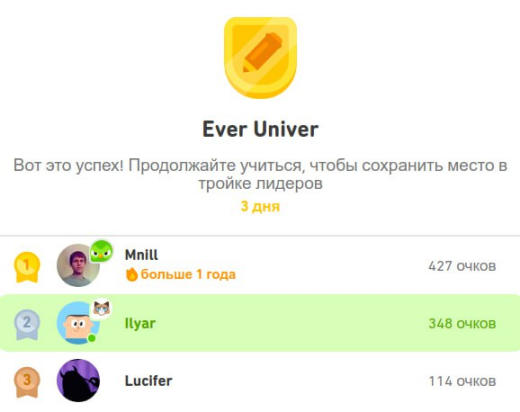 Ever Univer
Вот это успех! Продолжайте учиться, чтобы сохранить место в
тройке лидеров
3 дня
1
Mnill
больше 1 года
427 очков
2
Ilyar
348 очков
3
Lucifer
114 очков